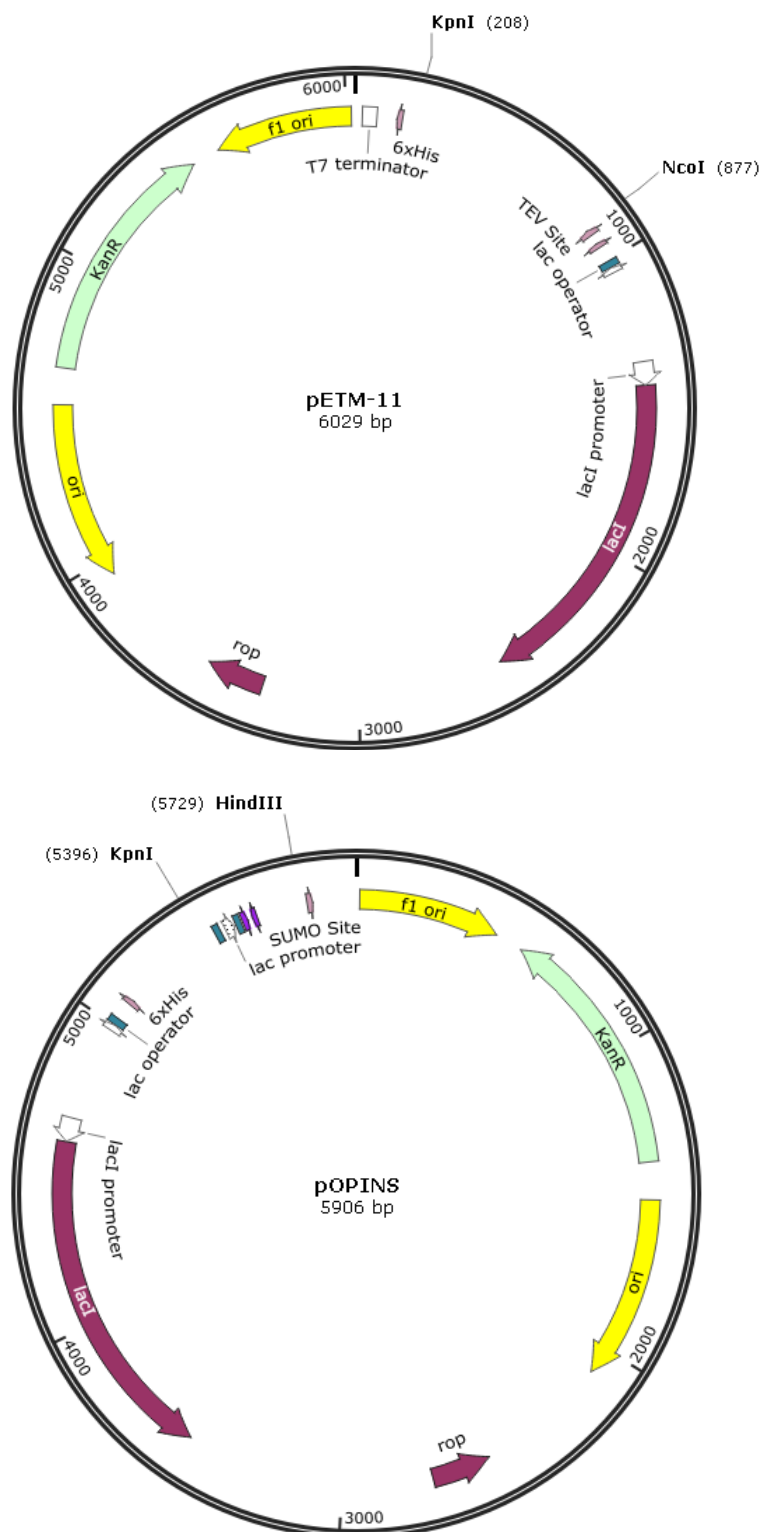 KpnI (208)
6000
f1 ori
6xHis
T7 terminator
NcoI (877)
1000
TEV Site
lac operator
KanR
5000
pETM-11
6029 bp
lacI promoter
lacI
2000
ori
4000
rop
3000
(5729) HindIII
(5396) KpnI
f1 ori
SUMO Site
lac promoter
6xHis
5000
lac operator
1000
KanR
pOPINS
5906 bp
lacI promoter
lacI
ori
4000
2000
rop
3000